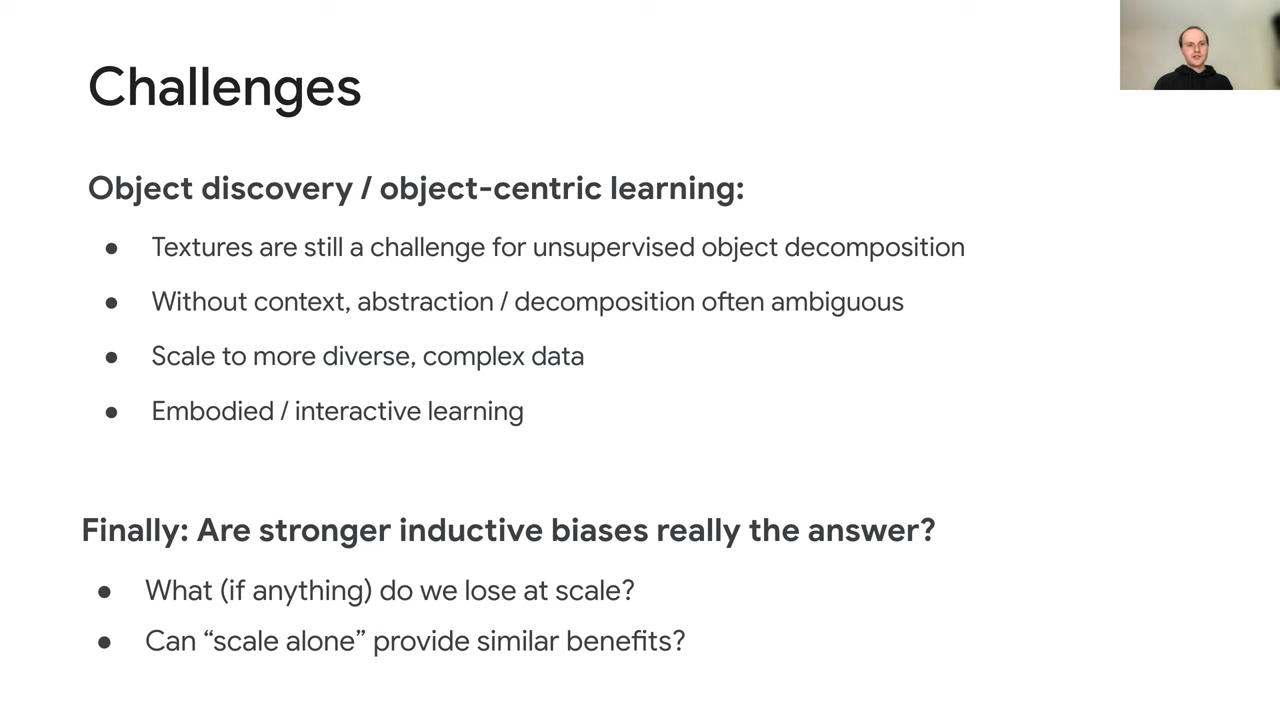 Challenges
Object discovery / object-centric learning:
● Textures are still a challenge for unsupervised object decomposition
● Without context, abstraction / decomposition often ambiguous
● Scale to more diverse, complex data
● Embodied / interactive learning
Finally: Are stronger inductive biases really the answer?
● What (if anything) do we lose at scale?
● Can “scale alone” provide similar benefits?